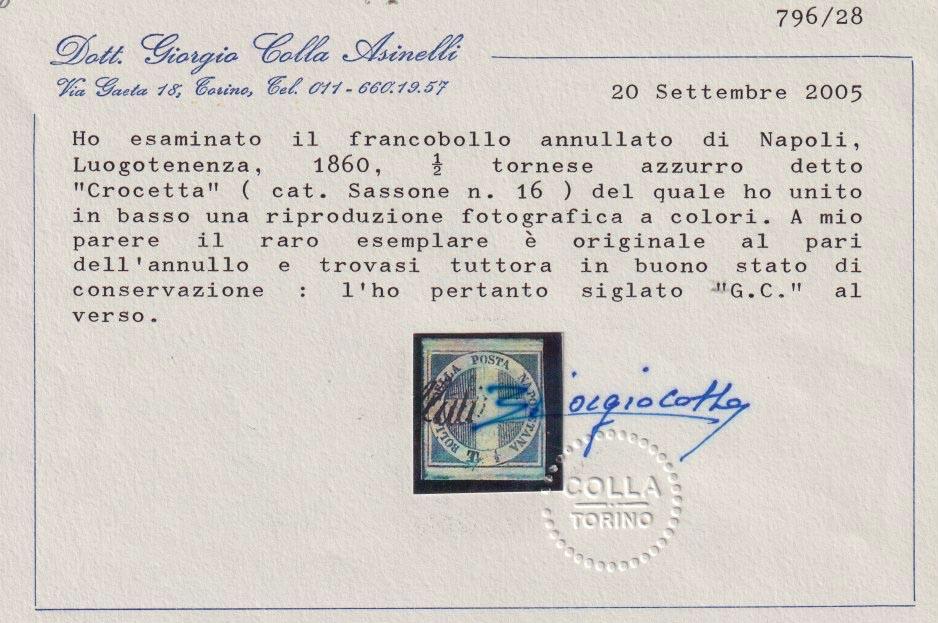 796/28
Dott. Giorgio Colla Asinelli
Via Gaeta 18, Torino, Tel. 011-660.19.57
20 Settembre 2005
Ho esaminato il francobollo annullato di Napoli,
Luogotenenza, 1860, ½ tornese azzurro detto
"Crocetta" ( cat. Sassone n. 16 ) del quale ho unito
in basso una riproduzione fotografica a colori. A mio
parere il raro esemplare è originale al pari
dell'annullo e trovasi tuttora in buono stato di
conservazione : l'ho pertanto siglato "G.C." al
verso.
POSTA NAPOETANA
BOLL
Giorgio Colla
COLLA
TORINO